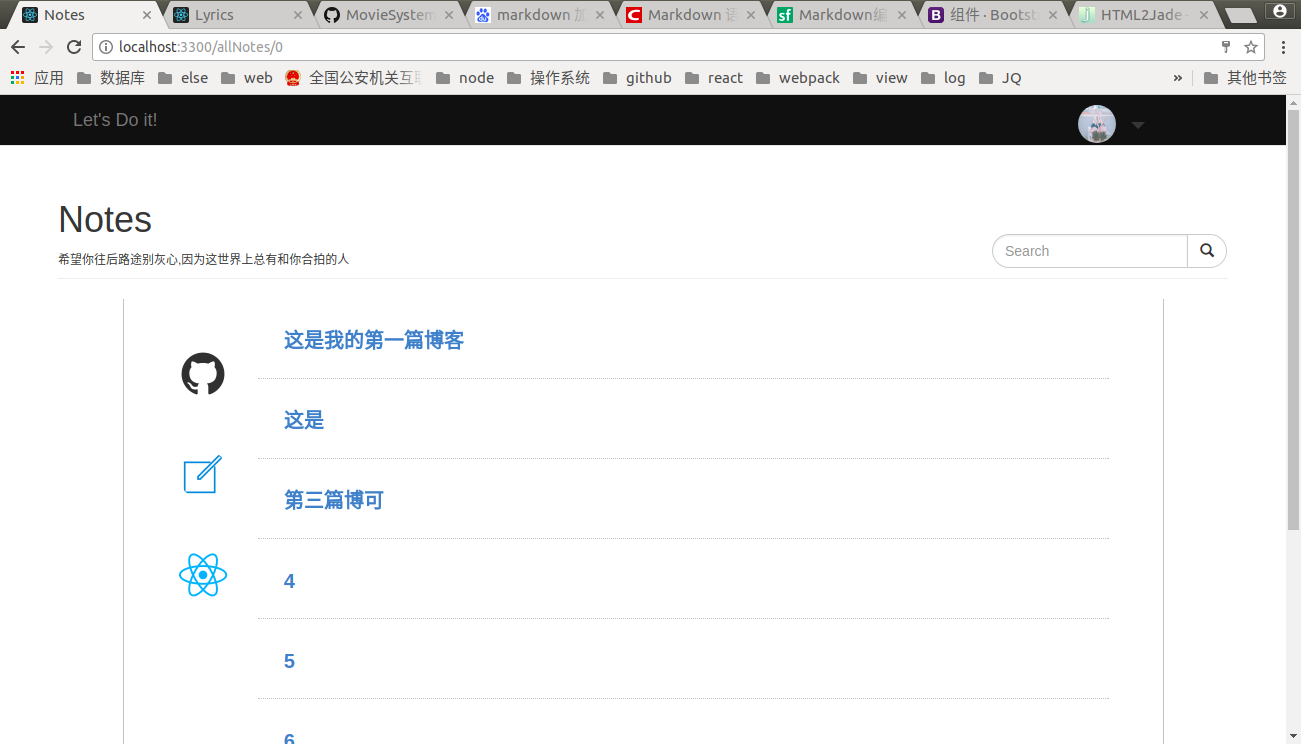 Notes
Lyrics
MovieSystem
markdown 加
Markdown 语
Markdown编
组件 · Bootst
HTML2Jade -
localhost:3300/allNotes/0
应用
数据库
else
web
全国公安机关互联
node
操作系统
github
react
webpack
view
log
JQ
»
其他书签
Let's Do it!
Notes
希望你往后路途别灰心,因为这世界上总有和你合拍的人
Search
这是我的第一篇博客
这是
第三篇博可
4
5
6